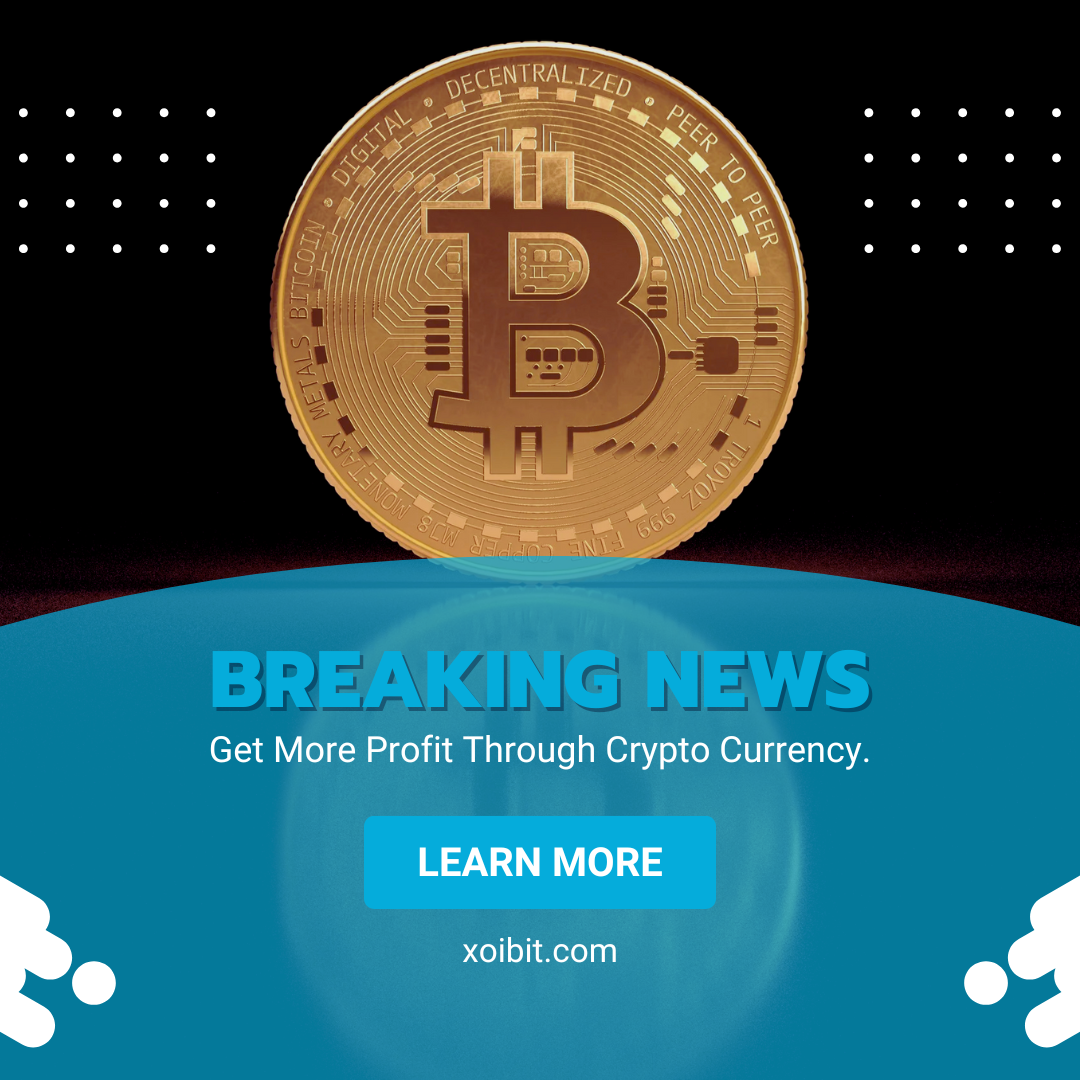 BITCOIN • DIGITAL • DECENTRALIZED • PEER TO PEER
1 TROYOZ 999 FINE COPPER MJB MONETARY METALS
BREAKING NEWS
Get More Profit Through Crypto Currency.
LEARN MORE
xoibit.com